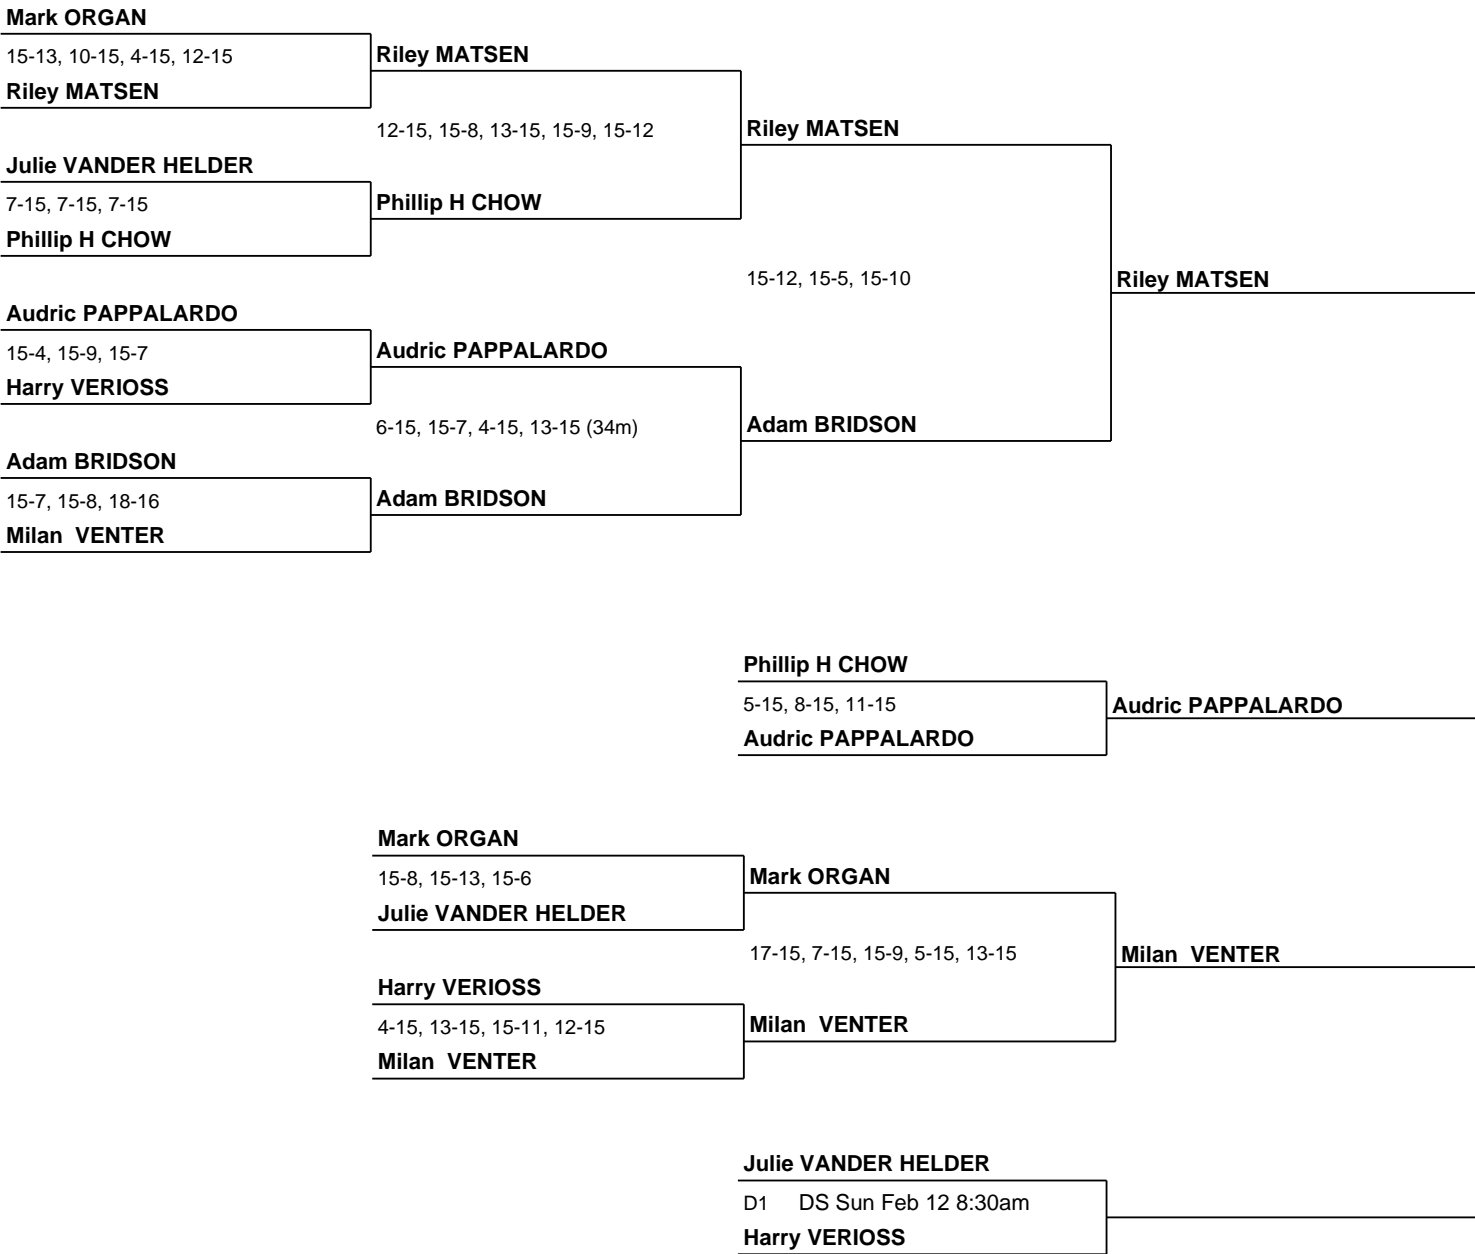 Mark ORGAN
15-13, 10-15, 4-15, 12-15
Riley MATSEN
Riley MATSEN
12-15, 15-8, 13-15, 15-9, 15-12
Riley MATSEN
Julie VANDER HELDER
7-15, 7-15, 7-15
Phillip H CHOW
Phillip H CHOW
15-12, 15-5, 15-10
Riley MATSEN
Audric PAPPALARDO
15-4, 15-9, 15-7
Audric PAPPALARDO
Harry VERIOSS
6-15, 15-7, 4-15, 13-15 (34m)
Adam BRIDSON
Adam BRIDSON
15-7, 15-8, 18-16
Adam BRIDSON
Milan  VENTER
Phillip H CHOW
5-15, 8-15, 11-15
Audric PAPPALARDO
Audric PAPPALARDO
Mark ORGAN
15-8, 15-13, 15-6
Mark ORGAN
Julie VANDER HELDER
17-15, 7-15, 15-9, 5-15, 13-15
Milan  VENTER
Harry VERIOSS
4-15, 13-15, 15-11, 12-15
Milan  VENTER
Milan  VENTER
Julie VANDER HELDER
D1 DS Sun Feb 12 8:30am
Harry VERIOSS